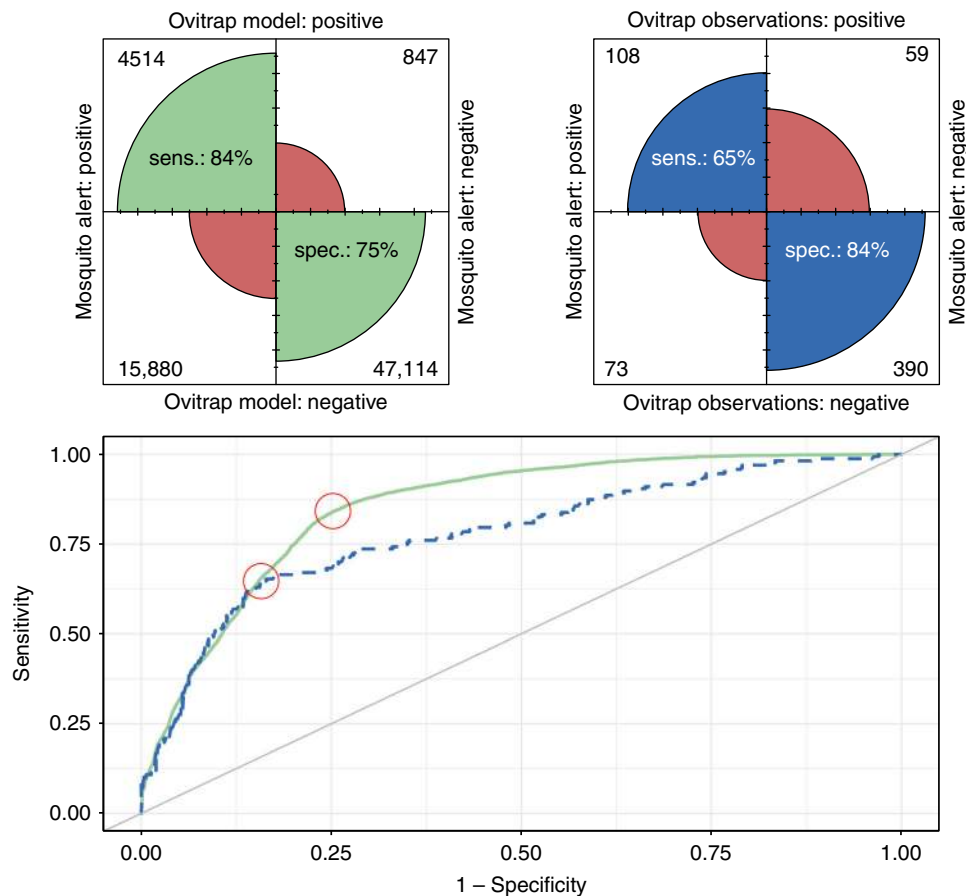 Ovitrap model: positive
4514
847
Mosquito alert: positive
sens.: 84%
spec.: 75%
Mosquito alert: negative
15,880
47,114
Ovitrap model: negative
Ovitrap observations: positive
108
59
Mosquito alert: positive
sens.: 65%
spec.: 84%
Mosquito alert: negative
73
390
Ovitrap observations: negative
Sensitivity
1.00
0.75
0.50
0.25
0.00
0.00
0.25
0.50
0.75
1.00
1 – Specificity